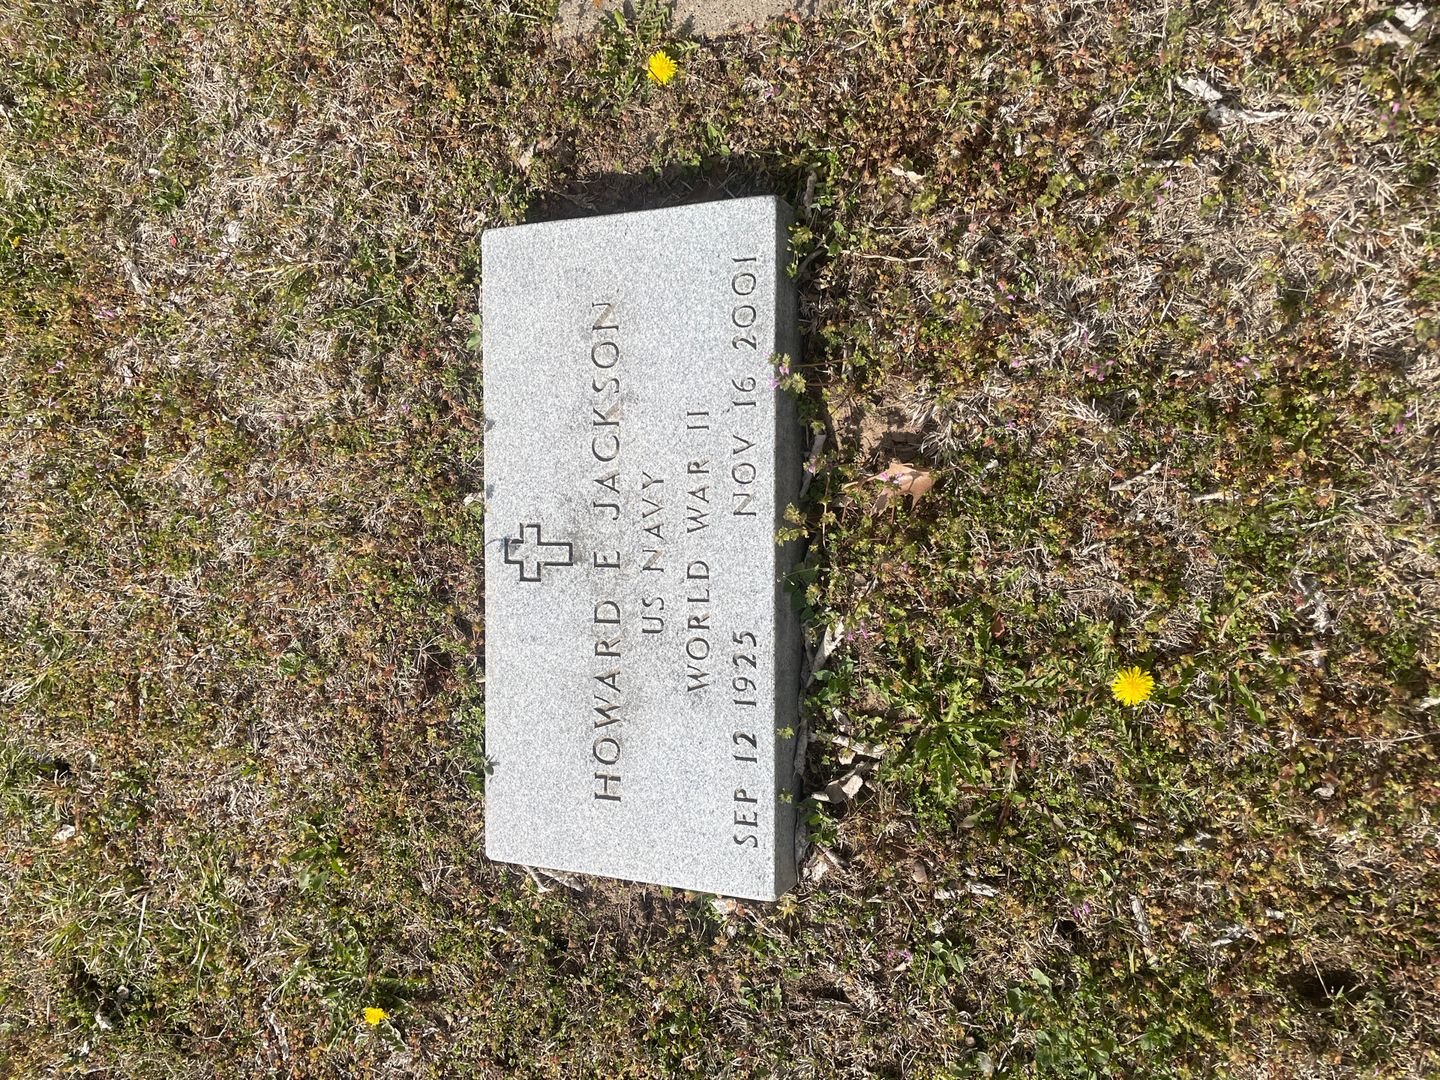 HOWARD E JACKSON
US NAVY
WORLD WAR II
SEP 12 1925 NOV 16 2001